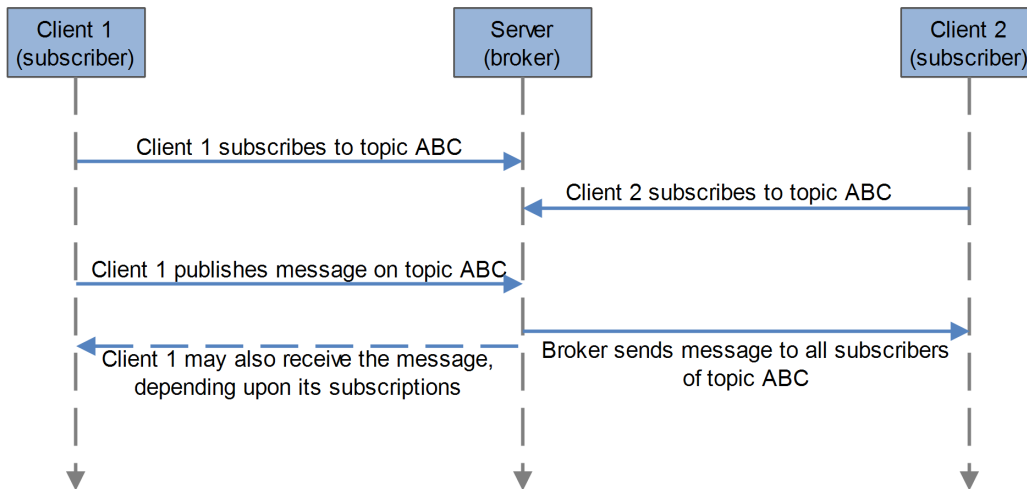 Client 1
(subscriber)
Server
(broker)
Client 2
(subscriber)
Client 1 subscribes to topic ABC
Client 2 subscribes to topic ABC
Client 1 publishes message on topic ABC
Client 1 may also receive the message,
depending upon its subscriptions
Broker sends message to all subscribers
of topic ABC